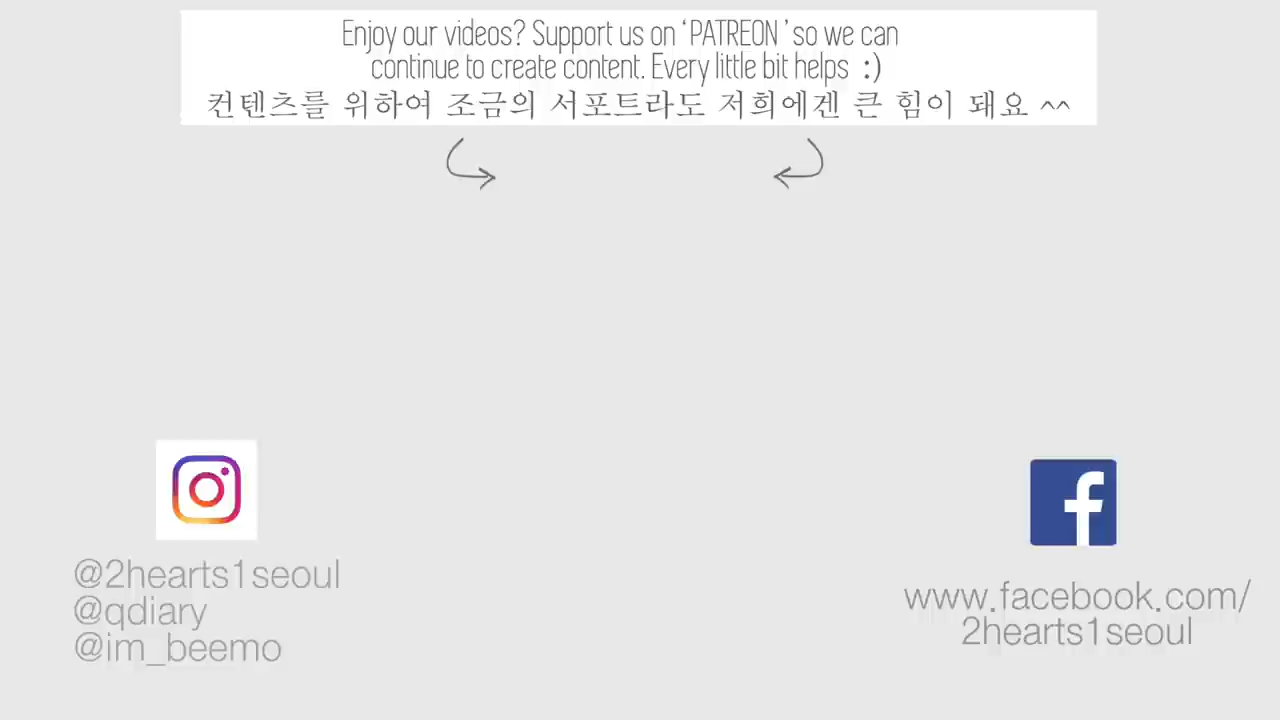 Enjoy our videos? Support us on ‘PATREON’ so we can
continue to create content. Every little bit helps :)
컨텐츠를 위하여 조금의 서포트라도 저희에겐 큰 힘이 돼요 ^^
@2hearts1seoul
@qdiary
@im_beemo
www.facebook.com/
2hearts1seoul